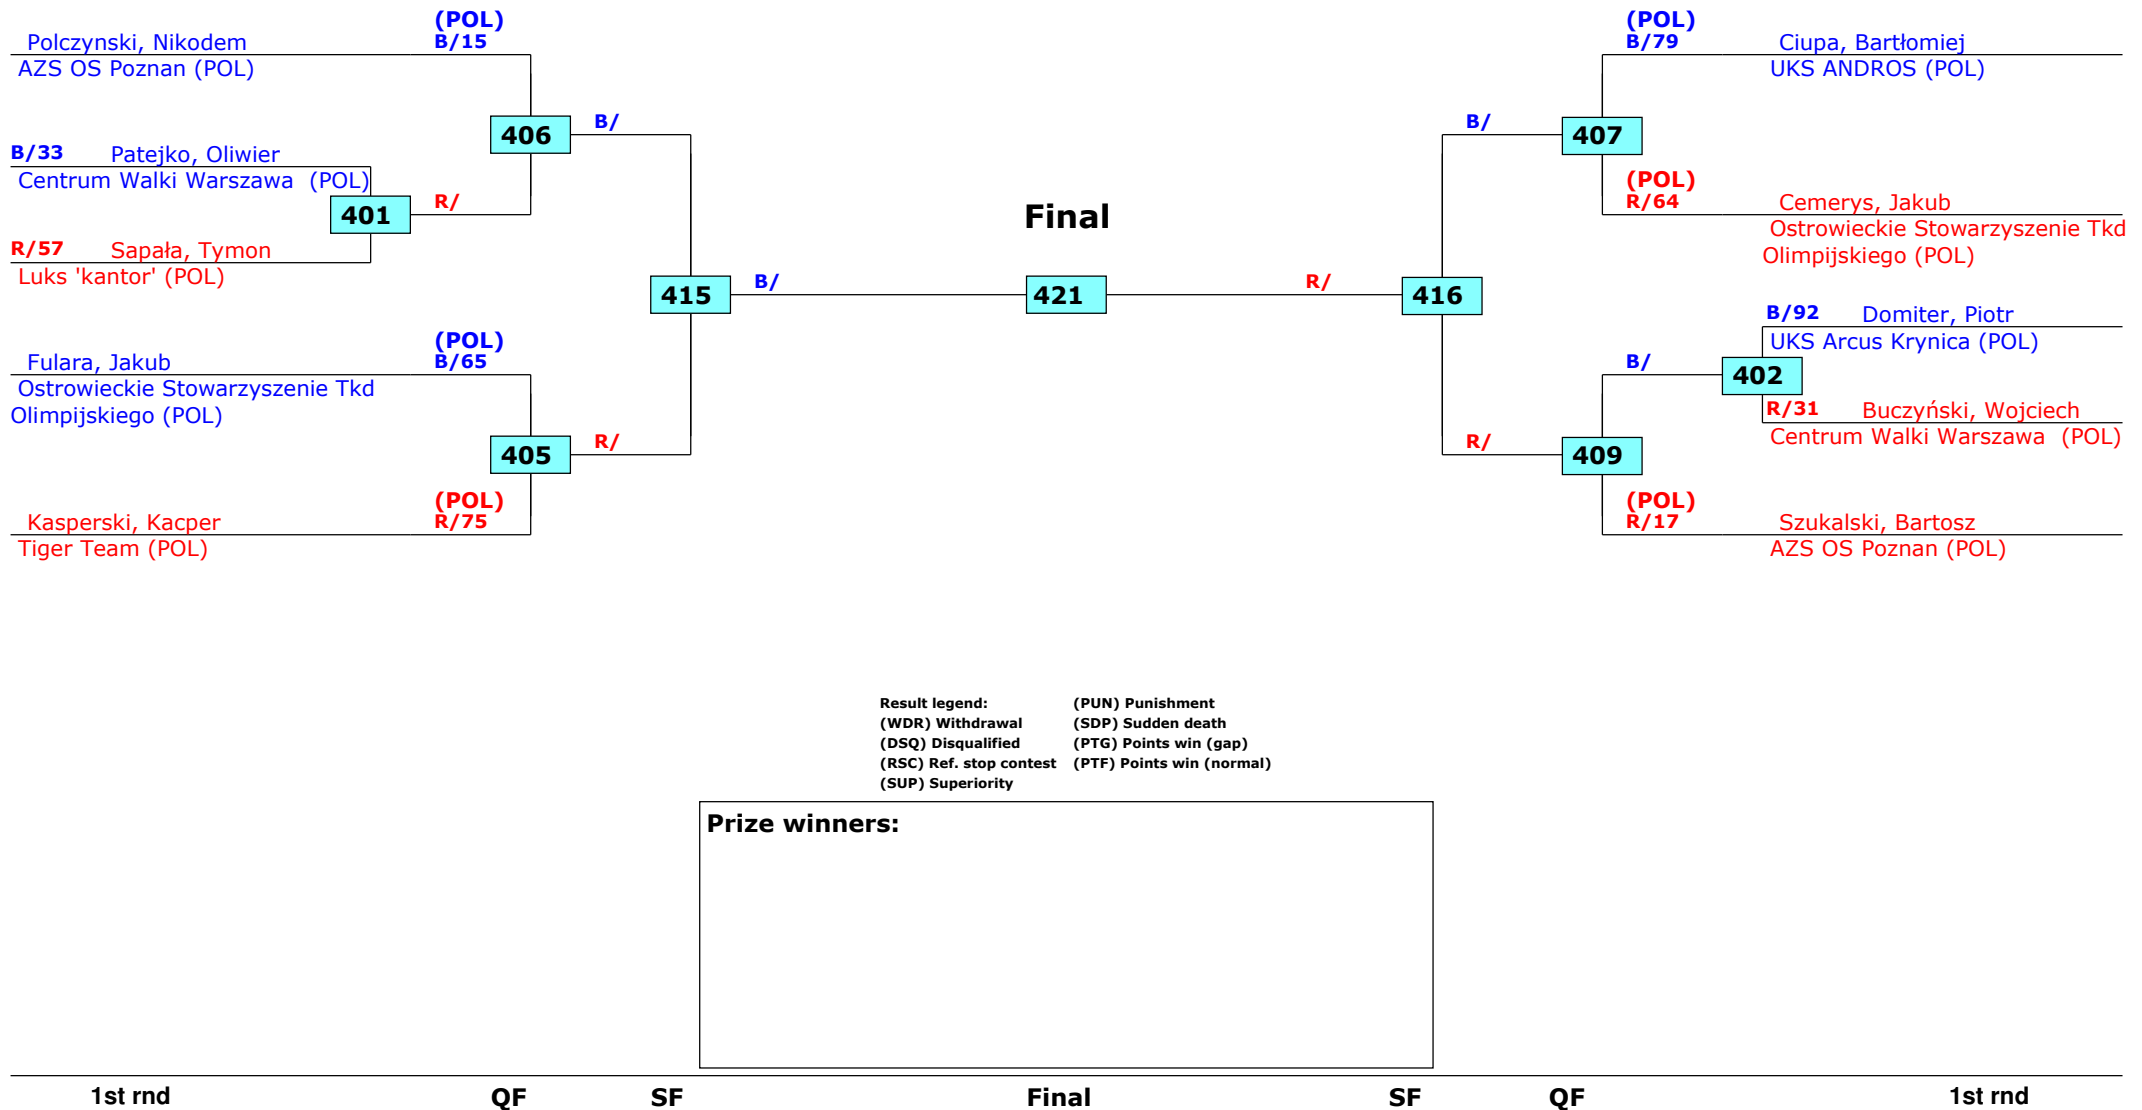 (POL)
Polczynski, Nikodem B/15
AZS OS Poznan (POL)
406
B/
B/33 Patejko, Oliwier
Centrum Walki Warszawa (POL)
401
R/
R/57 Sapała, Tymon
Luks 'kantor' (POL)
415
B/
(POL)
Fulara, Jakub B/65
Ostrowieckie Stowarzyszenie Tkd
Olimpijskiego (POL)
405
R/
(POL)
Kasperski, Kacper R/75
Tiger Team (POL)
Final
421
(POL)
B/79 Ciupa, Bartłomiej
UKS ANDROS (POL)
B/
407
(POL)
R/64 Cemerys, Jakub
Ostrowieckie Stowarzyszenie Tkd
Olimpijskiego (POL)
R/
416
B/92 Domiter, Piotr
UKS Arcus Krynica (POL)
B/
402
R/31 Buczyński, Wojciech
Centrum Walki Warszawa (POL)
R/
409
(POL)
R/17 Szukalski, Bartosz
AZS OS Poznan (POL)
Result legend: (PUN) Punishment
(WDR) Withdrawal (SDP) Sudden death
(DSQ) Disqualified (PTG) Points win (gap)
(RSC) Ref. stop contest (PTF) Points win (normal)
(SUP) Superiority
Prize winners:
1st rnd QF SF Final SF QF 1st rnd